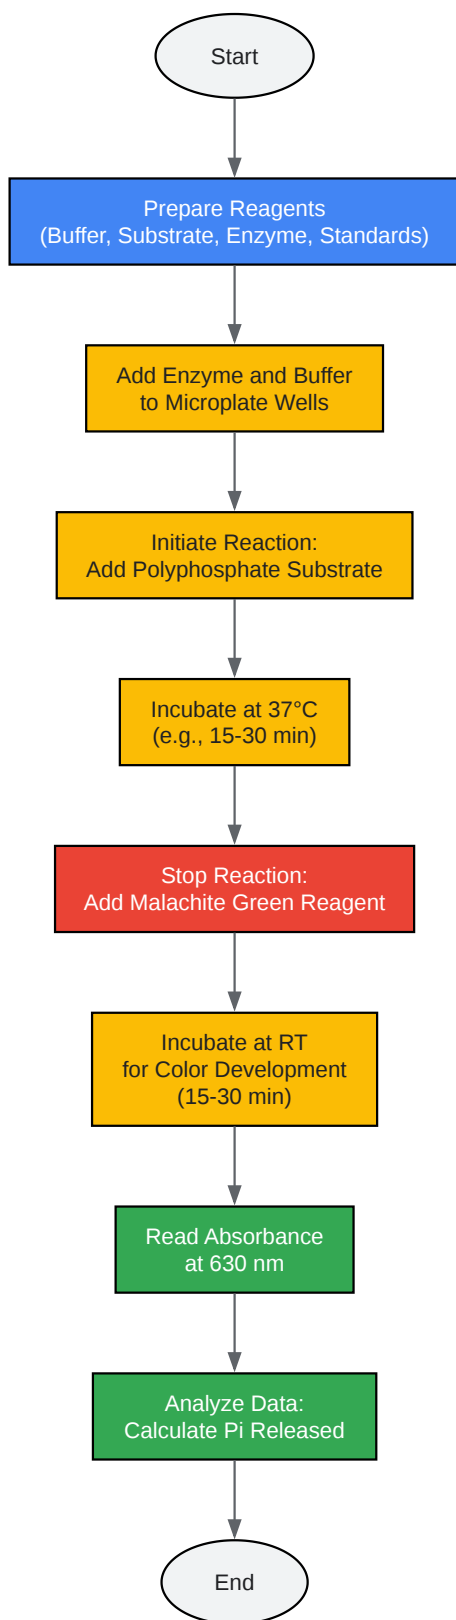 Start
Prepare Reagents
(Buffer, Substrate, Enzyme, Standards)
Add Enzyme and Buffer
to Microplate Wells
Initiate Reaction:
Add Polyphosphate Substrate
Incubate at 37°C
(e.g., 15-30 min)
Stop Reaction:
Add Malachite Green Reagent
Incubate at RT
for Color Development
(15-30 min)
Read Absorbance
at 630 nm
Analyze Data:
Calculate Pi Released
End